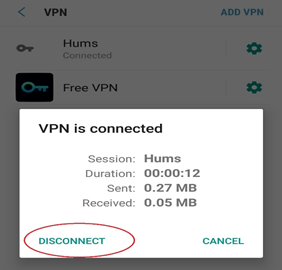 VPN
ADD VPN
Hums
Connected
Free VPN
VPN is connected
Session: Hums
Duration: 00:00:12
Sent: 0.27 MB
Received: 0.05 MB
DISCONNECT
CANCEL